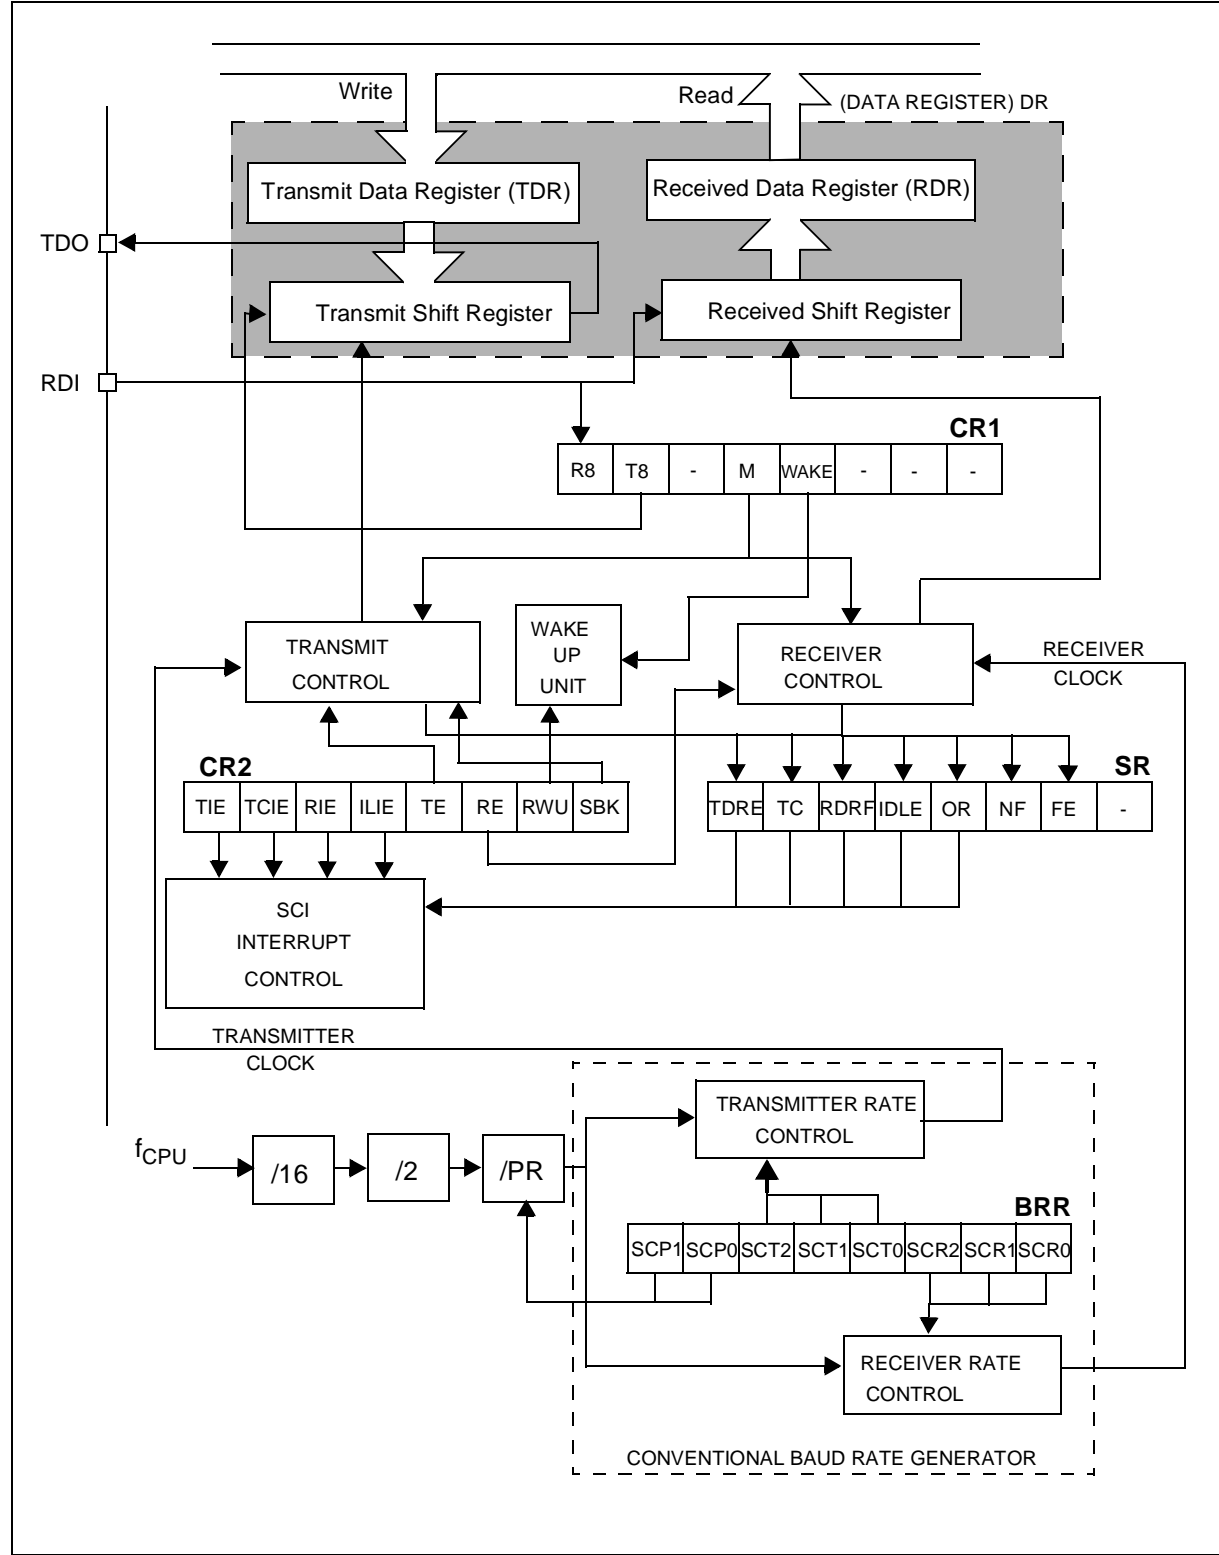 Write
Read
(DATA REGISTER) DR
Transmit Data Register (TDR)
Received Data Register (RDR)
TDO
Transmit Shift Register
Received Shift Register
RDI
CR1
R8 T8 - M WAKE - - -
TRANSMIT
CONTROL
WAKE
UP
UNIT
RECEIVER
CONTROL
RECEIVER
CLOCK
CR2
TIE TCIE RIE ILIE TE RE RWU SBK
SR
TDRE TC RDRF IDLE OR NF FE -
SCI
INTERRUPT
CONTROL
TRANSMITTER
CLOCK
TRANSMITTER RATE
CONTROL
fCPU
/16
/2
/PR
BRR
SCP1 SCP0 SCT2 SCT1 SCT0 SCR2 SCR1 SCR0
RECEIVER RATE
CONTROL
CONVENTIONAL BAUD RATE GENERATOR